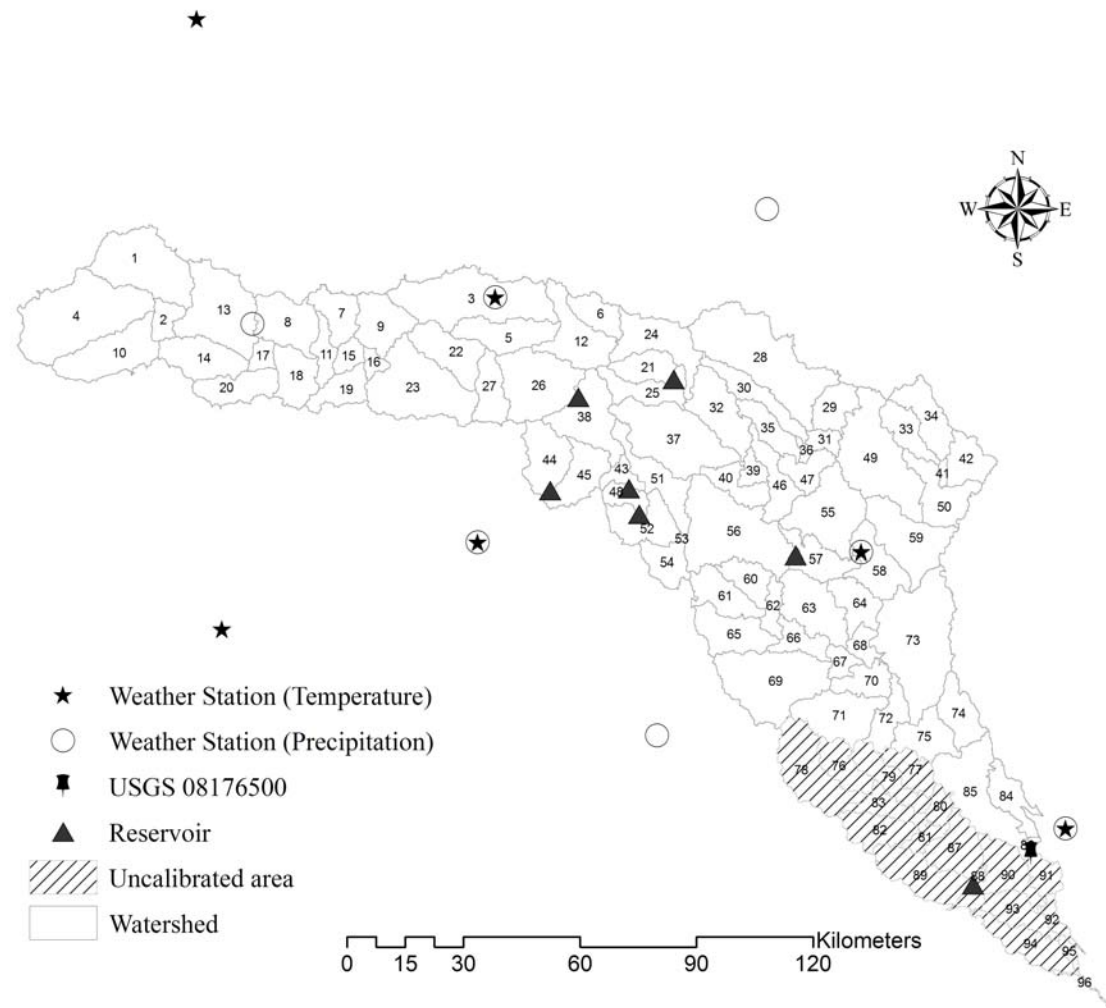 N
W E
S
1
3
4 2 13 8 7 9 5 12 6 24
10 14 17 18 11 15 16 22 21 28
20 19 23 27 26 25 30
38 32 29
35 34
37 36 31 33
44 45 43 51 40 39 46 47 49 41 42
48 50
52 53 56 55 59
54 57 58
60
61 62 63 64
65 66 68 73
67
69 70
71 72 74
75
78 76 79 77
83 80 85 84
82 81 87
89 88 90 91
93 92
94 95
96
Weather Station (Temperature)
Weather Station (Precipitation)
USGS 08176500
Reservoir
Uncalibrated area
Watershed
Kilometers
0 15 30 60 90 120